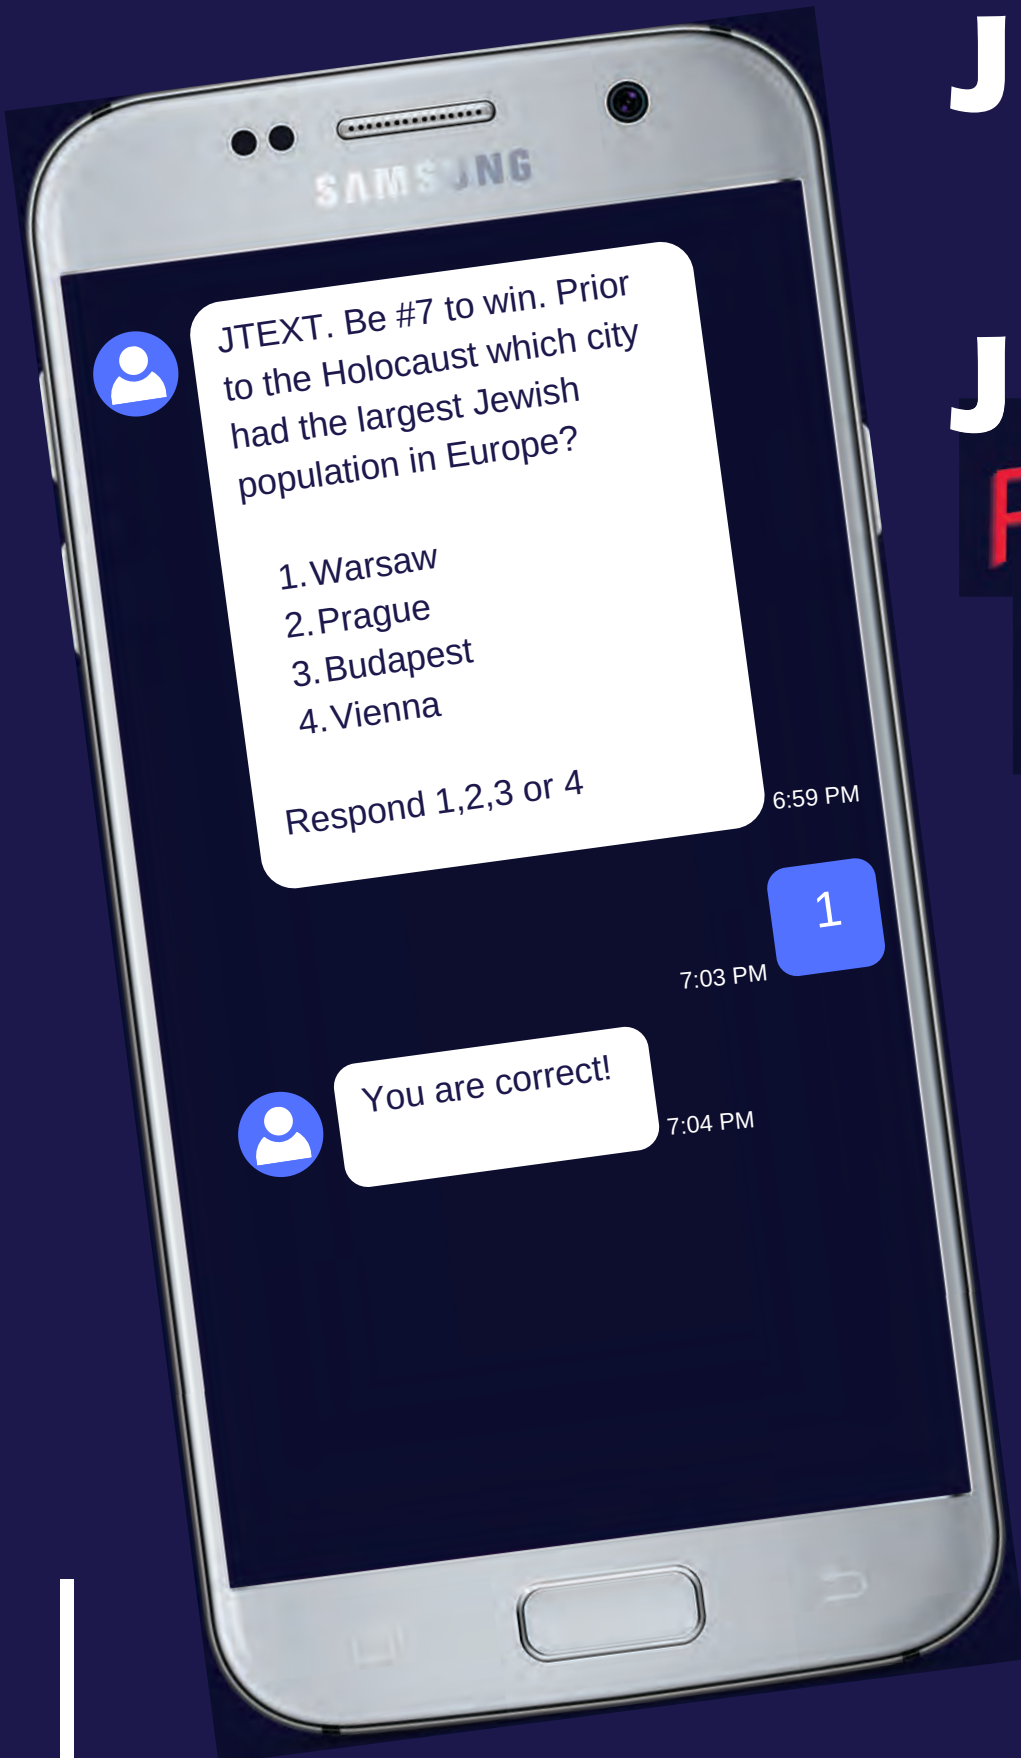 J
SAMSUNG
JTEXT. Be #7 to win. Prior
to the Holocaust which city
had the largest Jewish
population in Europe?
1. Warsaw
2. Prague
3. Budapest
4. Vienna
Respond 1,2,3 or 4
6:59 PM
1
7:03 PM
You are correct!
7:04 PM
J